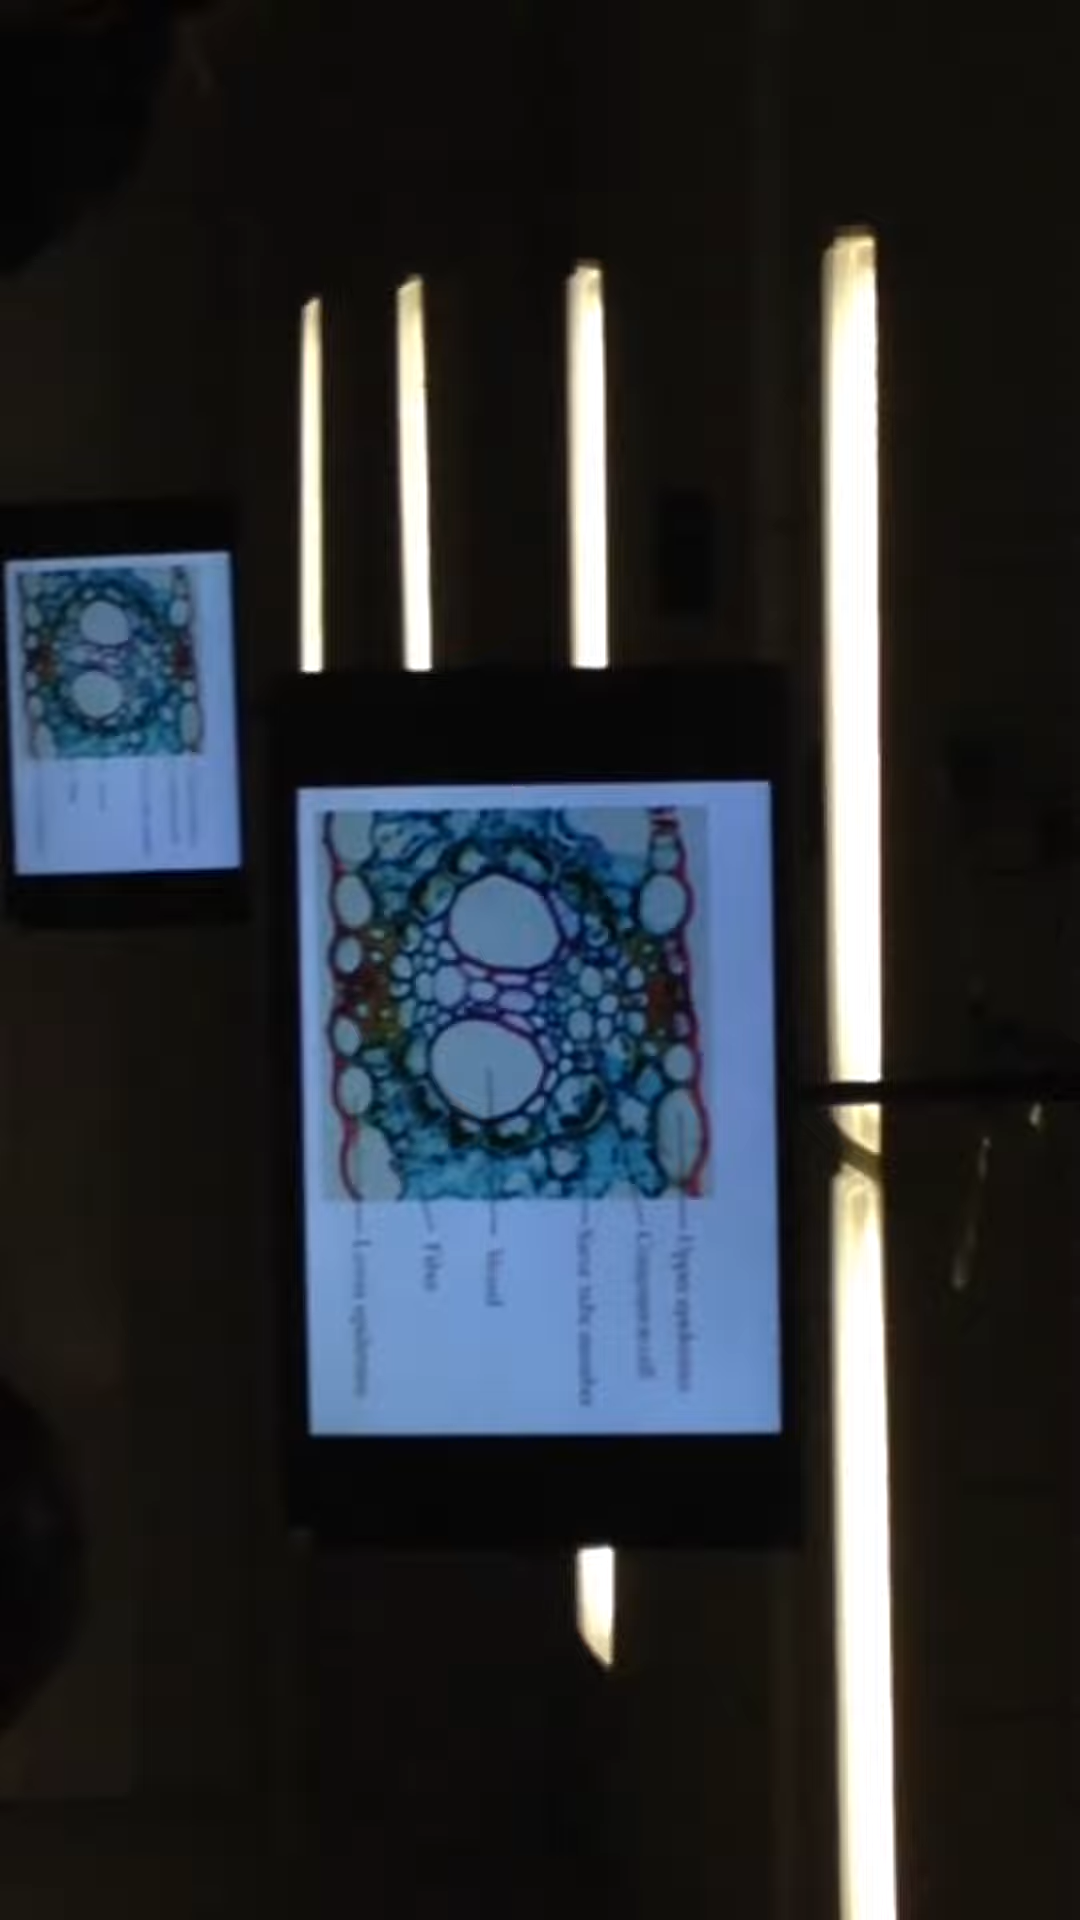 Upper epidermis
Companion cell
Sieve tube member
Vessel
Fiber
Lower epidermis